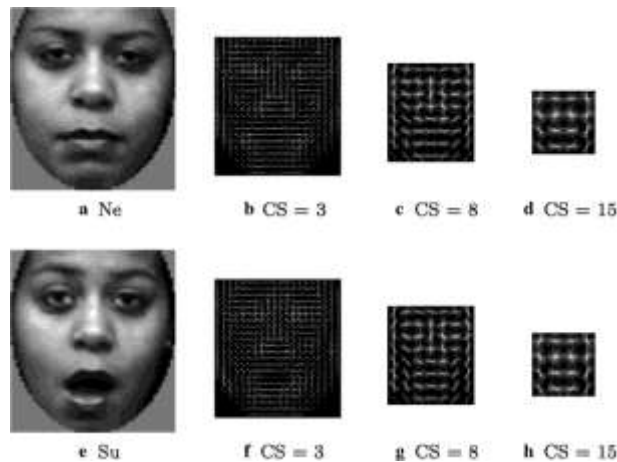 a Ne
b CS = 3
c CS = 8
d CS = 15
e Su
f CS = 3
g CS = 8
h CS = 15